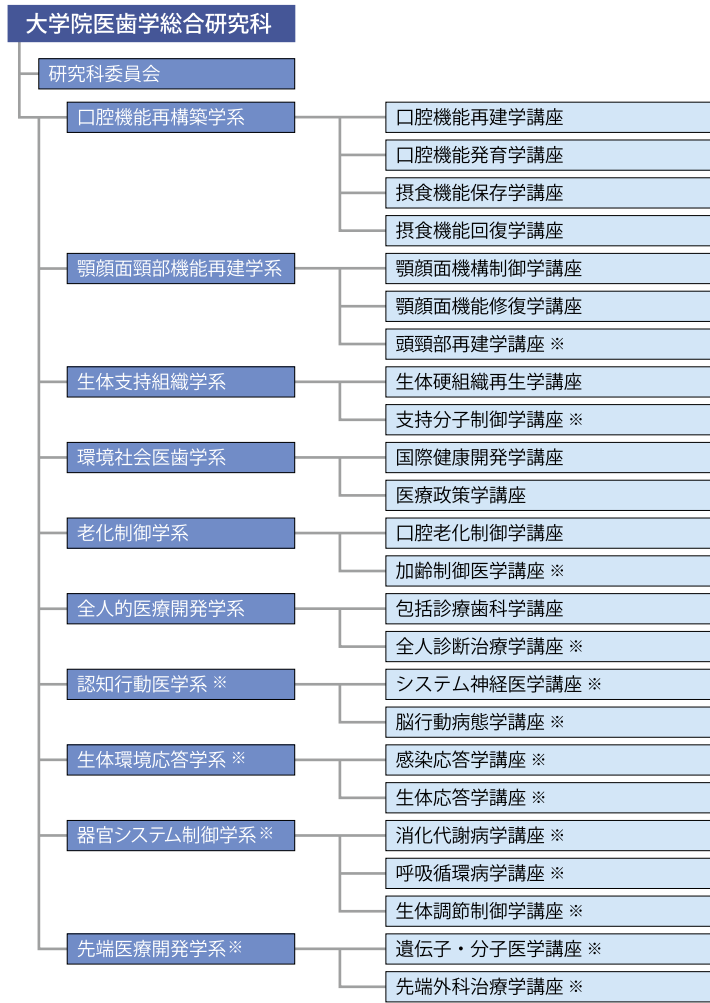 大学院医歯学総合研究科
研究科委員会
口腔機能再構築学系
口腔機能再建学講座
口腔機能発育学講座
摂食機能保存学講座
摂食機能回復学講座
顎顔面頸部機能再建学系
顎顔面機構制御学講座
顎顔面機能修復学講座
頭頸部再建学講座 ※
生体支持組織学系
生体硬組織再生学講座
支持分子制御学講座 ※
環境社会医歯学系
国際健康開発学講座
医療政策学講座
老化制御学系
口腔老化制御学講座
加齢制御医学講座 ※
全人的医療開発学系
包括診療歯科学講座
全人診断治療学講座 ※
認知行動医学系 ※
システム神経医学講座 ※
脳行動病態学講座 ※
生体環境応答学系 ※
感染応答学講座 ※
生体応答学講座 ※
器官システム制御学系 ※
消化代謝病学講座 ※
呼吸循環病学講座 ※
生体調節制御学講座 ※
先端医療開発学系 ※
遺伝子・分子医学講座 ※
先端外科治療学講座 ※